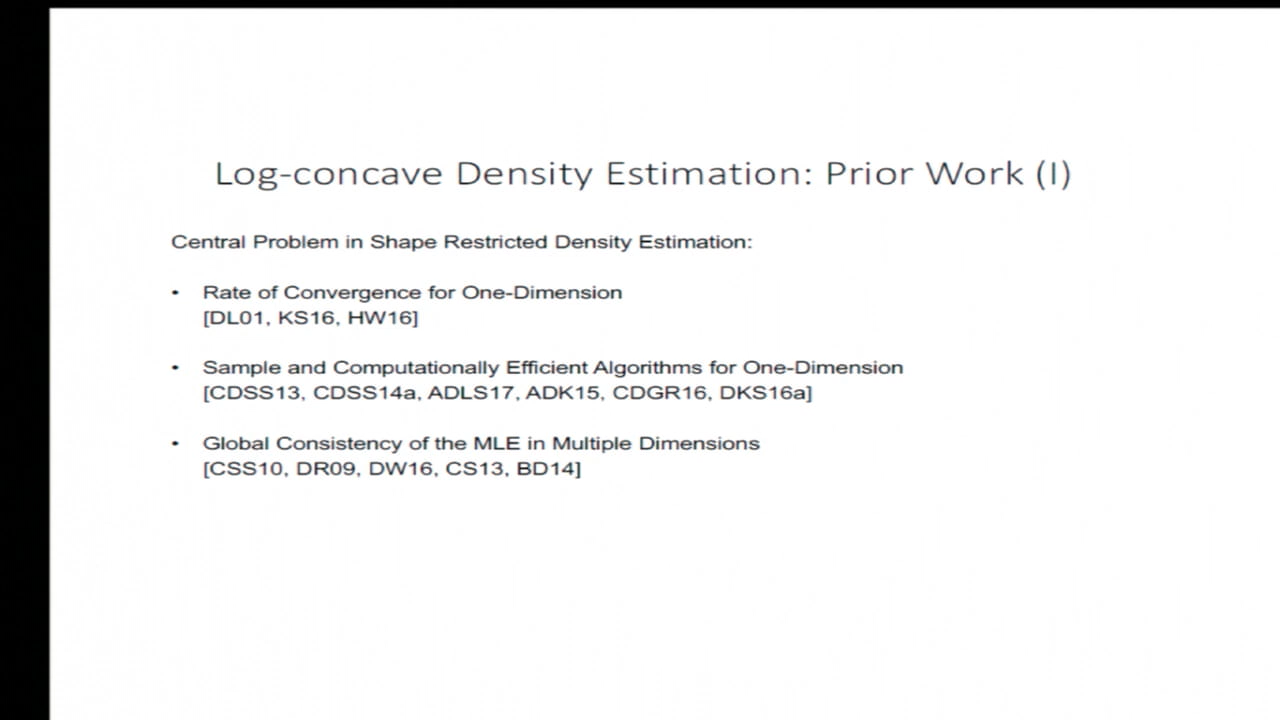 Log-concave Density Estimation: Prior Work (I)
Central Problem in Shape Restricted Density Estimation:
• Rate of Convergence for One-Dimension
[DL01, KS16, HW16]
• Sample and Computationally Efficient Algorithms for One-Dimension
[CDSS13, CDSS14a, ADLS17, ADK15, CDGR16, DKS16a]
• Global Consistency of the MLE in Multiple Dimensions
[CSS10, DR09, DW16, CS13, BD14]